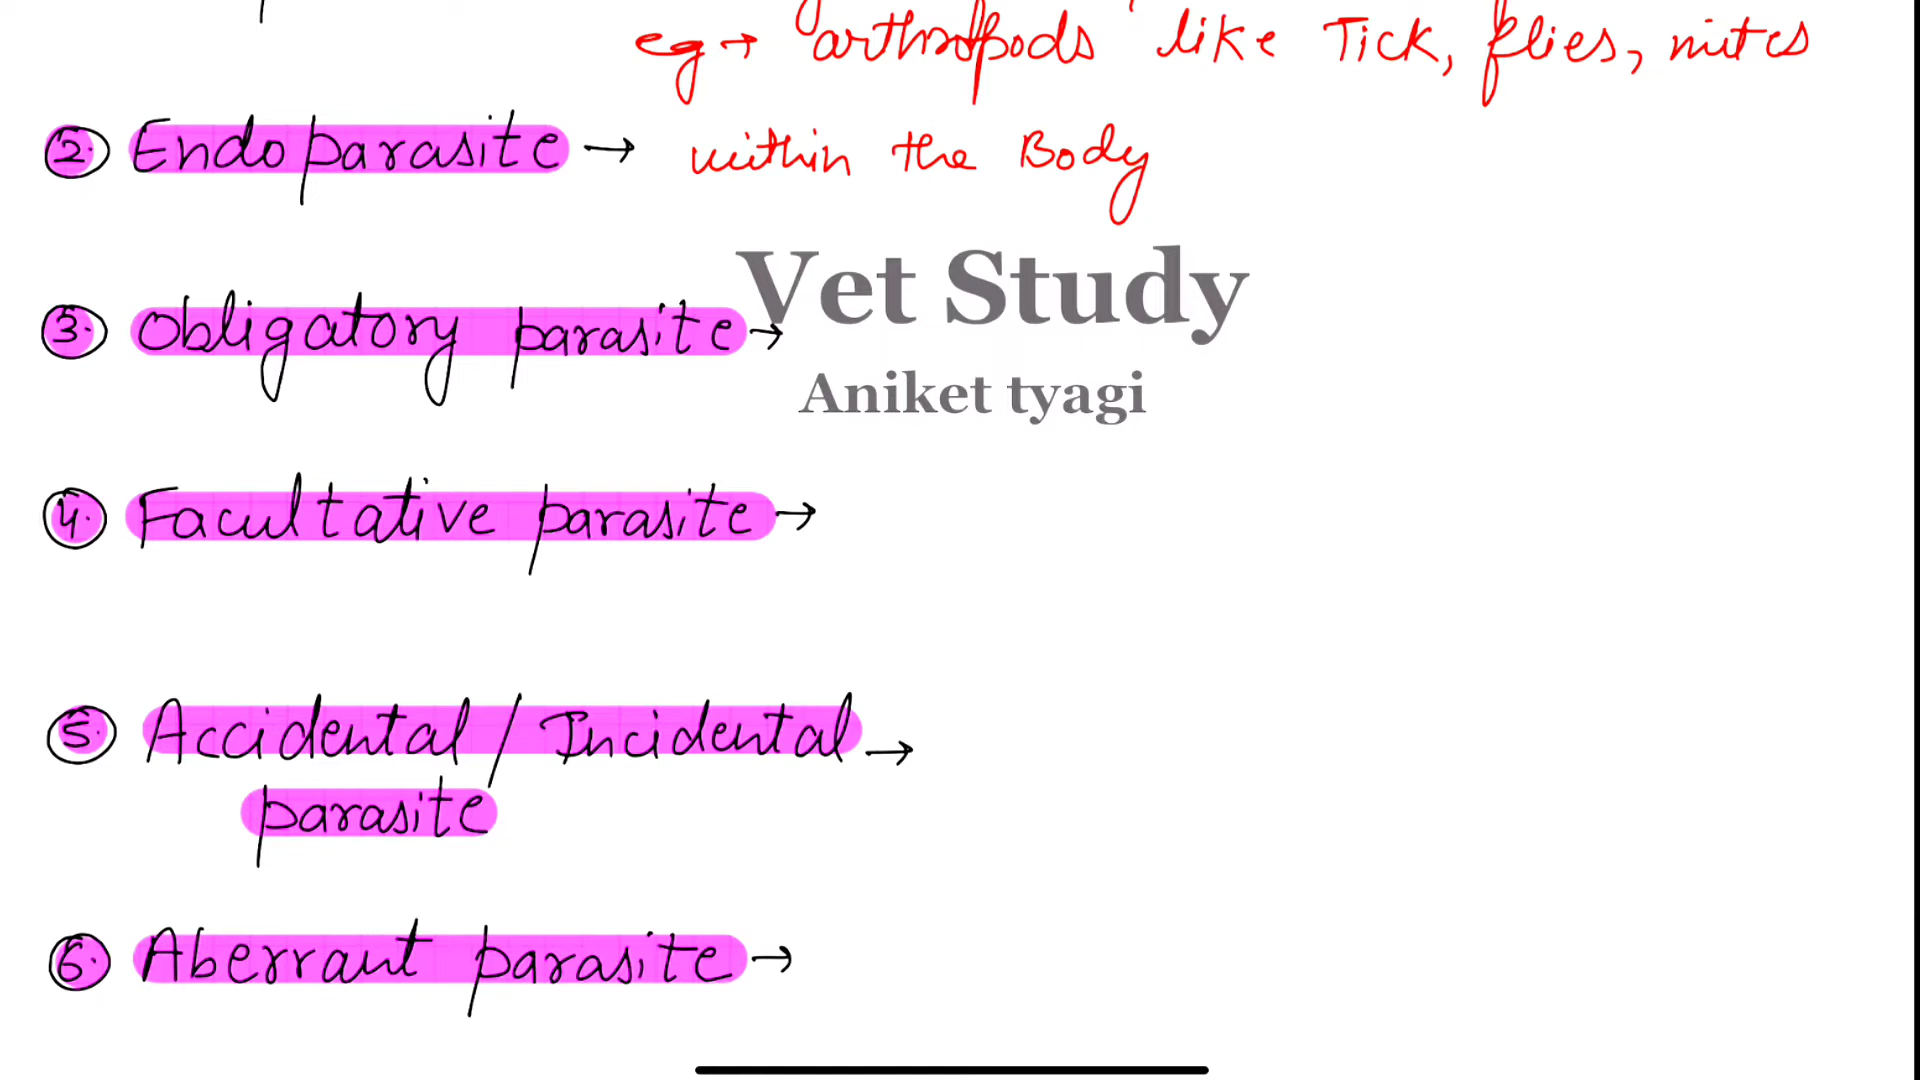 eg → arthropods like Tick, flies, mites
2. Endoparasite → within the Body
Vet Study
3. Obligatory parasite →
Aniket tyagi
4. Facultative parasite →
5. Accidental / Incidental →
parasite
6. Aberrant parasite →